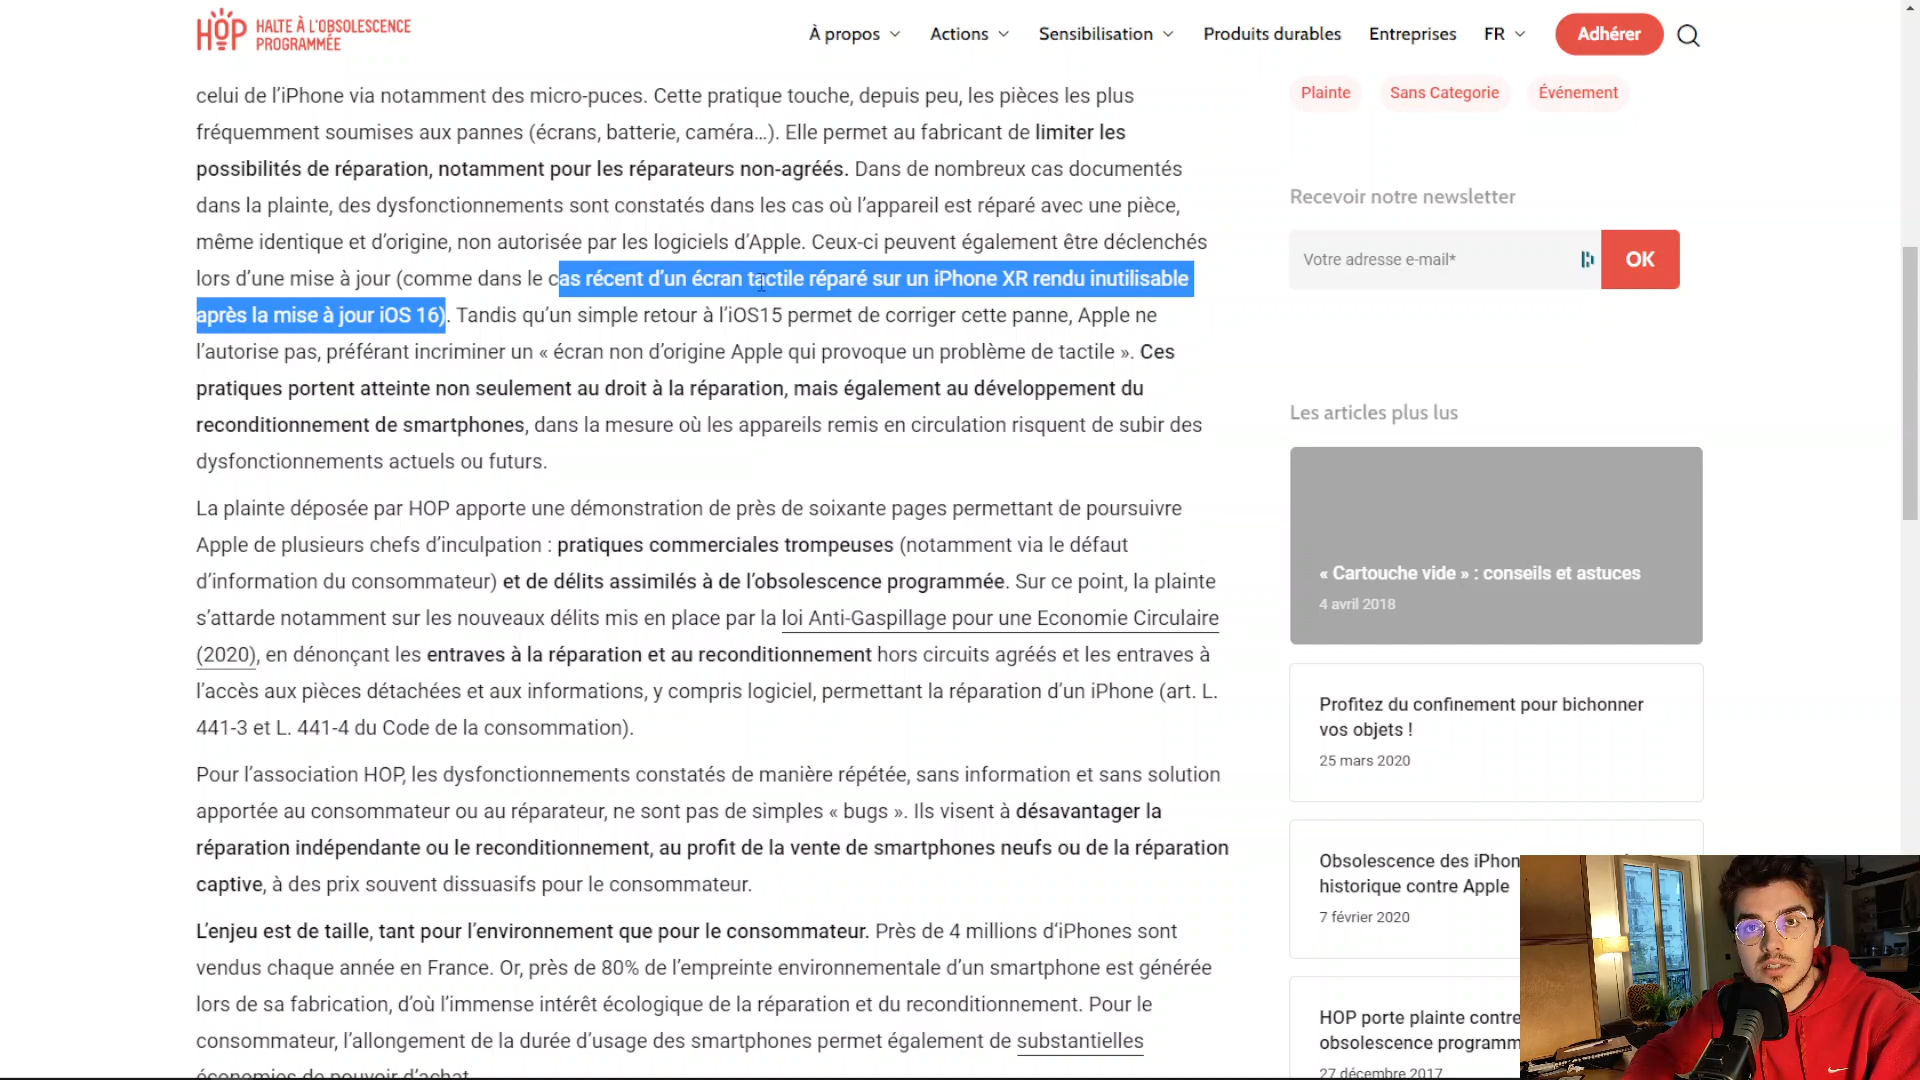 HOP HALTE À L'OBSOLESCENCE
PROGRAMMÉE
À propos
Actions
Sensibilisation
Produits durables
Entreprises
FR
Adhérer
celui de l’iPhone via notamment des micro-puces. Cette pratique touche, depuis peu, les pièces les plus
fréquemment soumises aux pannes (écrans, batterie, caméra…). Elle permet au fabricant de limiter les
possibilités de réparation, notamment pour les réparateurs non-agréés. Dans de nombreux cas documentés
dans la plainte, des dysfonctionnements sont constatés dans les cas où l’appareil est réparé avec une pièce,
même identique et d’origine, non autorisée par les logiciels d’Apple. Ceux-ci peuvent également être déclenchés
lors d’une mise à jour (comme dans le cas récent d’un écran tactile réparé sur un iPhone XR rendu inutilisable
après la mise à jour iOS 16). Tandis qu’un simple retour à l’iOS15 permet de corriger cette panne, Apple ne
l’autorise pas, préférant incriminer un « écran non d’origine Apple qui provoque un problème de tactile ». Ces
pratiques portent atteinte non seulement au droit à la réparation, mais également au développement du
reconditionnement de smartphones, dans la mesure où les appareils remis en circulation risquent de subir des
dysfonctionnements actuels ou futurs.
La plainte déposée par HOP apporte une démonstration de près de soixante pages permettant de poursuivre
Apple de plusieurs chefs d’inculpation : pratiques commerciales trompeuses (notamment via le défaut
d’information du consommateur) et de délits assimilés à de l’obsolescence programmée. Sur ce point, la plainte
s’attarde notamment sur les nouveaux délits mis en place par la loi Anti-Gaspillage pour une Economie Circulaire
(2020), en dénonçant les entraves à la réparation et au reconditionnement hors circuits agréés et les entraves à
l’accès aux pièces détachées et aux informations, y compris logiciel, permettant la réparation d’un iPhone (art. L.
441-3 et L. 441-4 du Code de la consommation).
Pour l’association HOP, les dysfonctionnements constatés de manière répétée, sans information et sans solution
apportée au consommateur ou au réparateur, ne sont pas de simples « bugs ». Ils visent à désavantager la
réparation indépendante ou le reconditionnement, au profit de la vente de smartphones neufs ou de la réparation
captive, à des prix souvent dissuasifs pour le consommateur.
L’enjeu est de taille, tant pour l’environnement que pour le consommateur. Près de 4 millions d’iPhones sont
vendus chaque année en France. Or, près de 80% de l’empreinte environnementale d’un smartphone est générée
lors de sa fabrication, d’où l’immense intérêt écologique de la réparation et du reconditionnement. Pour le
consommateur, l’allongement de la durée d’usage des smartphones permet également de substantielles
économies de pouvoir d’achat
Plainte
Sans Categorie
Événement
Recevoir notre newsletter
Votre adresse e-mail*
OK
Les articles plus lus
« Cartouche vide » : conseils et astuces
4 avril 2018
Profitez du confinement pour bichonner
vos objets !
25 mars 2020
Obsolescence des iPhon
historique contre Apple
7 février 2020
HOP porte plainte contre
obsolescence programm
27 décembre 2017